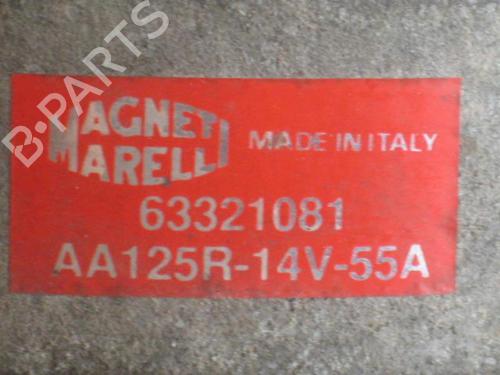 B-PARTS
MAGNETI
MARELLI
MADE IN ITALY
63321081
AA125R-14V-55A